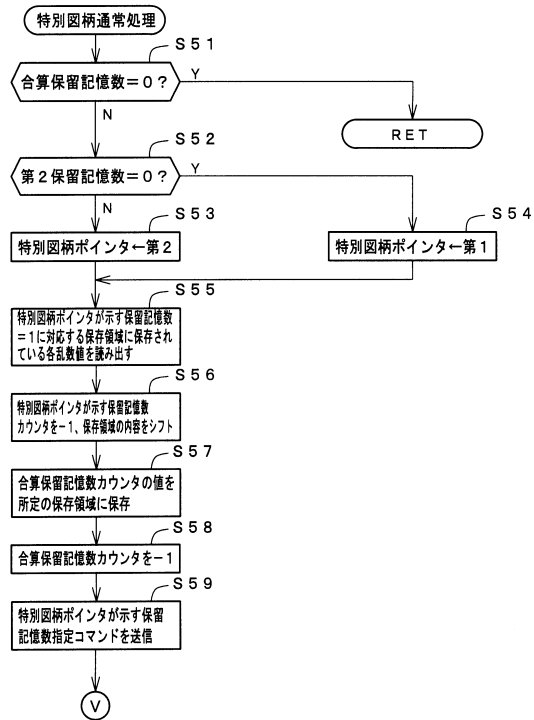 特別図柄通常処理
S51
合算保留記憶数=0?
Y
N
RET
S52
第2保留記憶数=0?
Y
N
S53
S54
特別図柄ポインタ←第2
特別図柄ポインタ←第1
S55
特別図柄ポインタが示す保留記憶数
=1に対応する保存領域に保存され
ている各乱数値を読み出す
S56
特別図柄ポインタが示す保留記憶数
カウンタを-1、保存領域の内容をシフト
S57
合算保留記憶数カウンタの値を
所定の保存領域に保存
S58
合算保留記憶数カウンタを-1
S59
特別図柄ポインタが示す保留
記憶数指定コマンドを送信
V